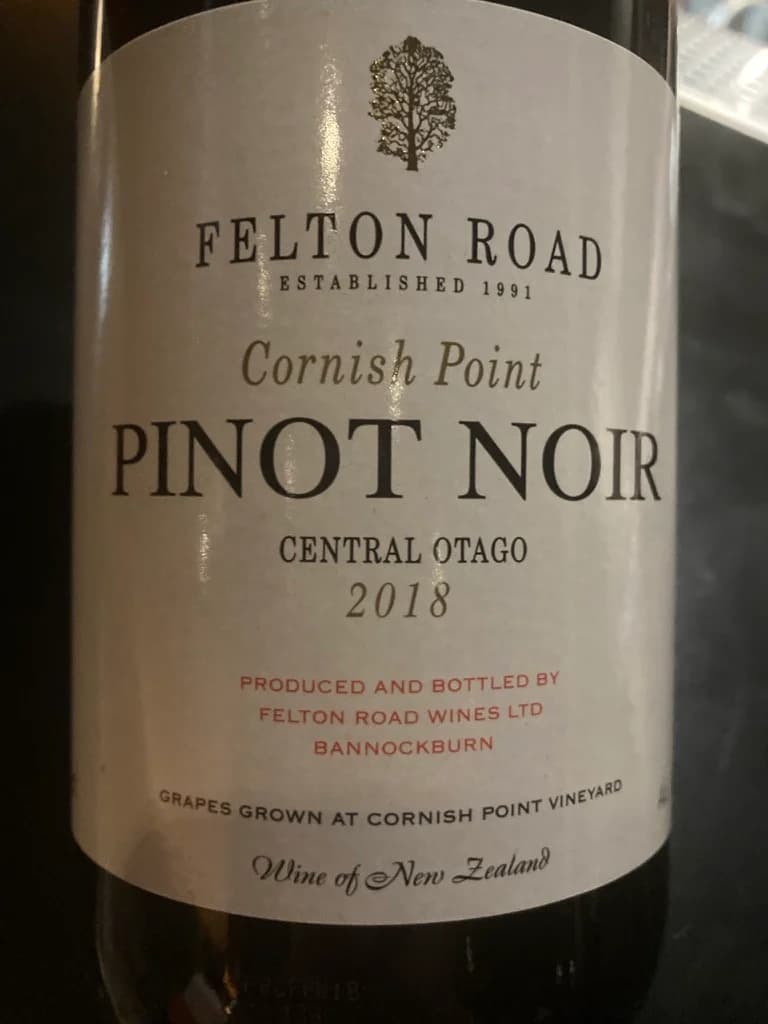 FELTON ROAD
ESTABLISHED 1991
Cornish Point
PINOT NOIR
CENTRAL OTAGO
2018
PRODUCED AND BOTTLED BY
FELTON ROAD WINES LTD
BANNOCKBURN
GRAPES GROWN AT CORNISH POINT VINEYARD
Wine of New Zealand